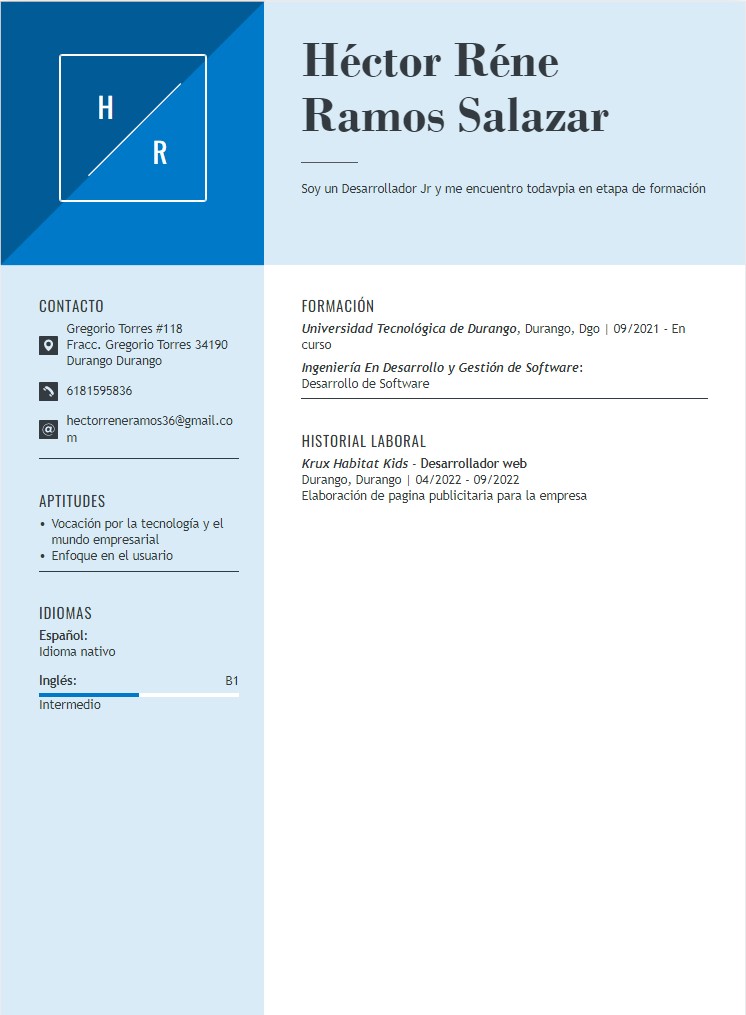 H
R
Héctor Réne
Ramos Salazar
Soy un Desarrollador Jr y me encuentro todavpia en etapa de formación
CONTACTO
Gregorio Torres #118
Fracc. Gregorio Torres 34190
Durango Durango
6181595836
hectorreneramos36@gmail.co
m
APTITUDES
• Vocación por la tecnología y el
mundo empresarial
• Enfoque en el usuario
IDIOMAS
Español:
Idioma nativo
Inglés: B1
Intermedio
FORMACIÓN
Universidad Tecnológica de Durango, Durango, Dgo | 09/2021 - En
curso
Ingeniería En Desarrollo y Gestión de Software:
Desarrollo de Software
HISTORIAL LABORAL
Krux Habitat Kids - Desarrollador web
Durango, Durango | 04/2022 - 09/2022
Elaboración de pagina publicitaria para la empresa